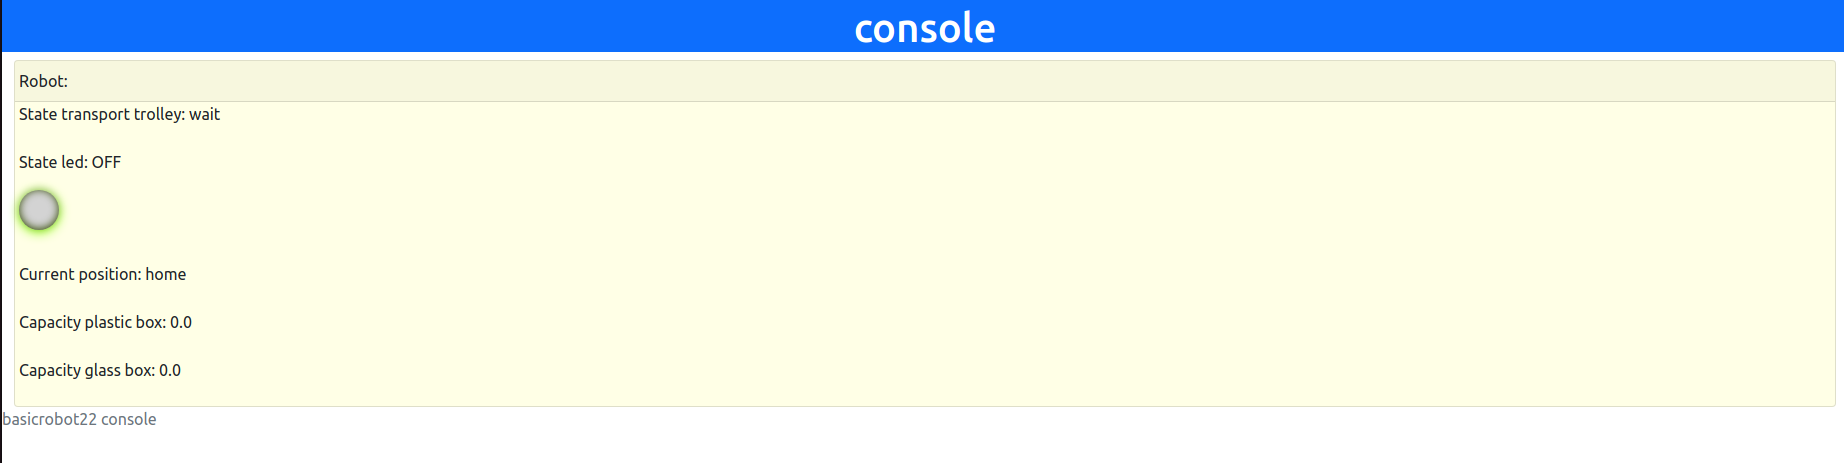 console
Robot:
State transport trolley: wait
State led: OFF
Current position: home
Capacity plastic box: 0.0
Capacity glass box: 0.0
basicrobot22 console